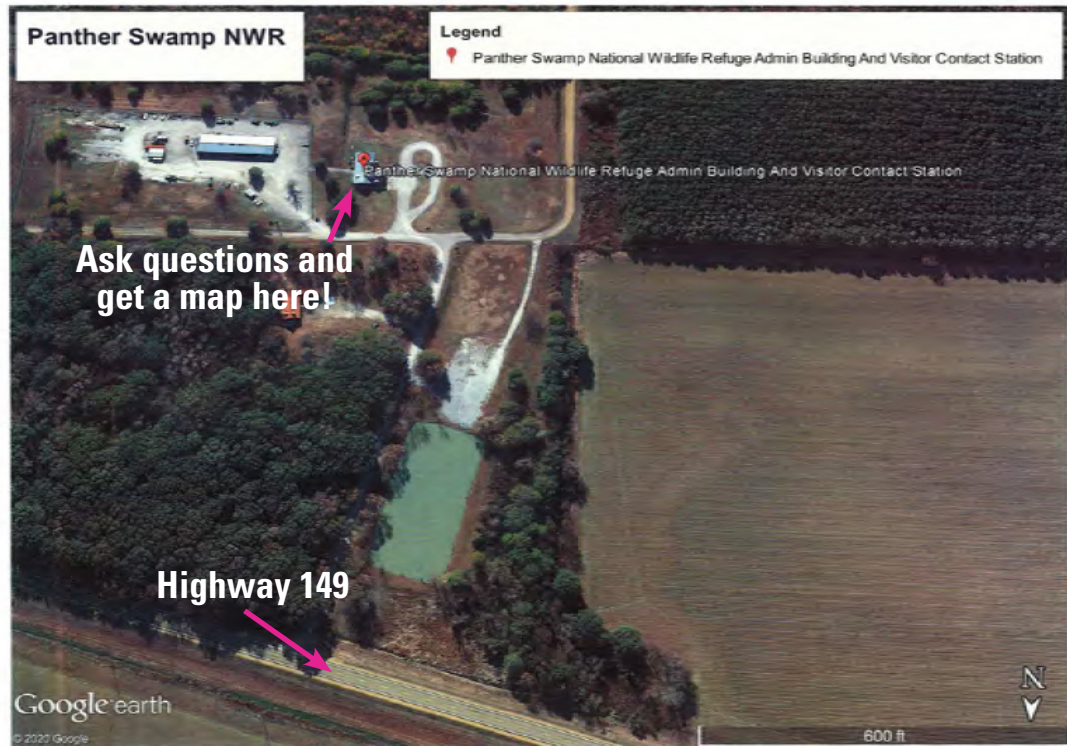 Panther Swamp NWR
Legend
Panther Swamp National Wildlife Refuge Admin Building And Visitor Contact Station
Panther Swamp National Wildlife Refuge Admin Building And Visitor Contact Station
Ask questions and
get a map here!
Highway 149
Google earth
© 2020 Google
N
600 ft